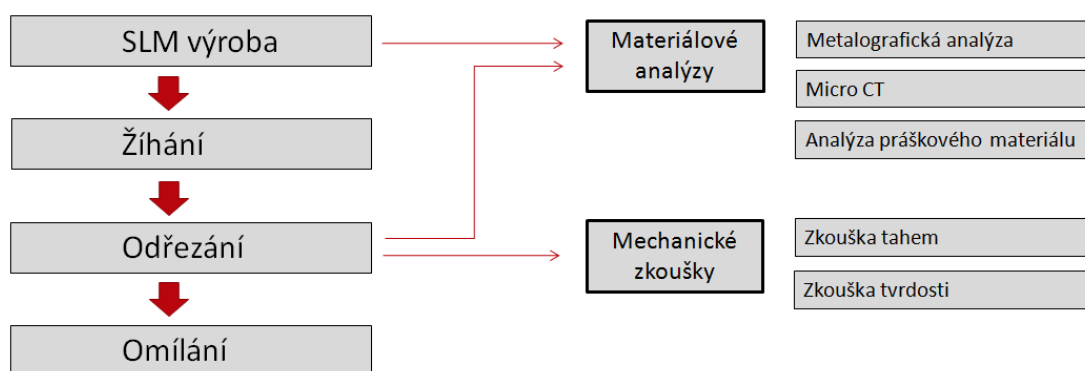 SLM výroba
Žíhání
Odřezání
Omílání
Materiálové
analýzy
Metalografická analýza
Micro CT
Analýza práškového materiálu
Mechanické
zkoušky
Zkouška tahem
Zkouška tvrdosti